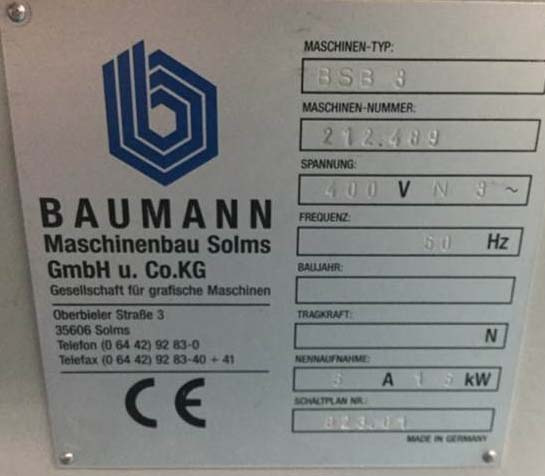 BAUMANN
Maschinenbau Solms
GmbH u. Co.KG
Gesellschaft für grafische Maschinen
Oberbieler Straße 3
35606 Solms
Telefon (0 64 42) 92 83-0
Telefax (0 64 42) 92 83-40 + 41
CE
MASCHINEN-TYP:
BSB 3
MASCHINEN-NUMMER:
212.489
SPANNUNG:
400 V N 3 ~
FREQUENZ:
Hz
BAUJAHR:
TRAGKRAFT:
N
NENNAUFNAHME:
A kW
SCHALTPLAN NR.:
MADE IN GERMANY